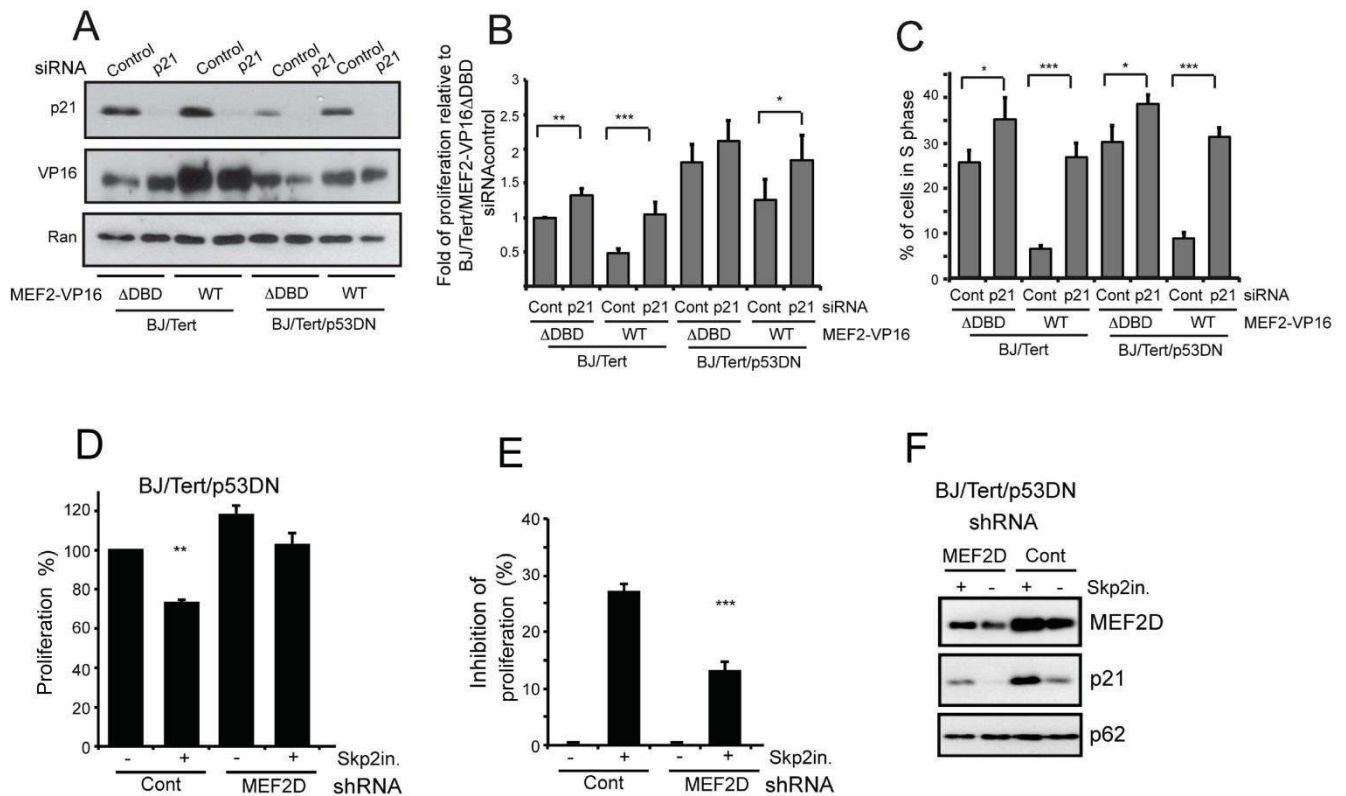 A
siRNA Control p21 Control p21 Control p21 Control p21
p21
VP16
Ran
MEF2-VP16 ΔDBD WT ΔDBD WT
BJ/Tert BJ/Tert/p53DN
B
Fold of proliferation relative to
BJ/Tert/MEF2-VP16ΔDBD
siRNAcontrol
3
2.5
2
1.5
1
0.5
** *** *
Cont p21 Cont p21 Cont p21 Cont p21 siRNA
ΔDBD WT ΔDBD WT MEF2-VP16
BJ/Tert BJ/Tert/p53DN
C
% of cells in S phase
40
30
20
10
0
* *** * ***
Cont p21 Cont p21 Cont p21 Cont p21 siRNA
ΔDBD WT ΔDBD WT MEF2-VP16
BJ/Tert BJ/Tert/p53DN
D
BJ/Tert/p53DN
Proliferation %)
120
100
80
60
40
20
0
**
- + - + Skp2in.
Cont MEF2D shRNA
E
Inhibition of
proliferation (%)
40
30
20
10
0
***
- + - + Skp2in.
Cont MEF2D shRNA
F
BJ/Tert/p53DN
shRNA
MEF2D Cont
+ - + - Skp2in.
MEF2D
p21
p62